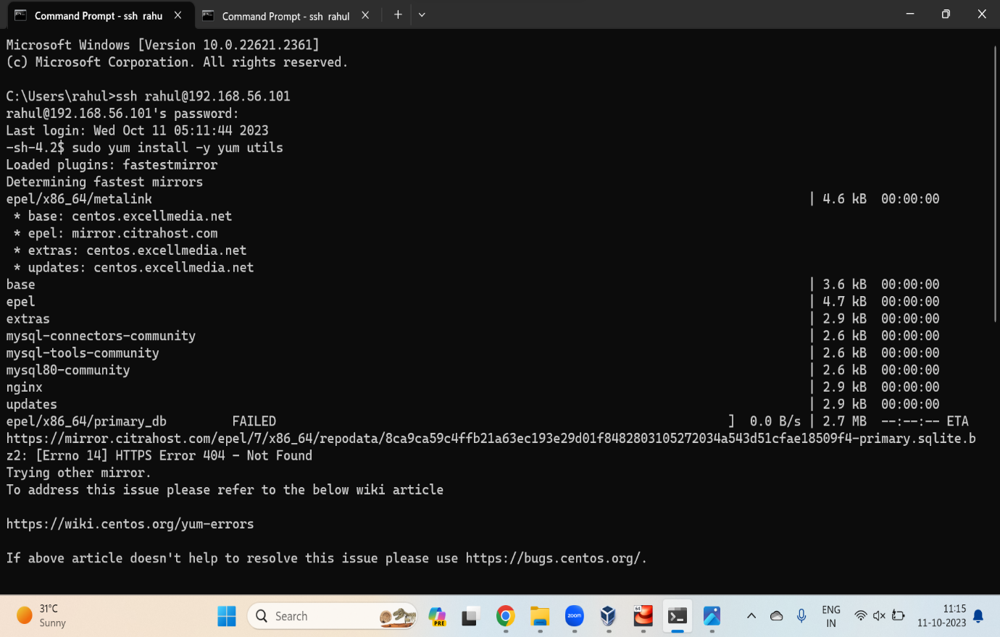 Command Prompt - ssh  rahu
Command Prompt - ssh  rahul
Microsoft Windows [Version 10.0.22621.2361]
(c) Microsoft Corporation. All rights reserved.
C:\Users\rahul>ssh rahul@192.168.56.101
rahul@192.168.56.101's password:
Last login: Wed Oct 11 05:11:44 2023
-sh-4.2$ sudo yum install -y yum utils
Loaded plugins: fastestmirror
Determining fastest mirrors
epel/x86_64/metalink | 4.6 kB  00:00:00
* base: centos.excellmedia.net
* epel: mirror.citrahost.com
* extras: centos.excellmedia.net
* updates: centos.excellmedia.net
base | 3.6 kB  00:00:00
epel | 4.7 kB  00:00:00
extras | 2.9 kB  00:00:00
mysql-connectors-community | 2.6 kB  00:00:00
mysql-tools-community | 2.6 kB  00:00:00
mysql80-community | 2.6 kB  00:00:00
nginx | 2.9 kB  00:00:00
updates | 2.9 kB  00:00:00
epel/x86_64/primary_db         FAILED ]  0.0 B/s | 2.7 MB  --:--:-- ETA
https://mirror.citrahost.com/epel/7/x86_64/repodata/8ca9ca59c4ffb21a63ec193e29d01f8482803105272034a543d51cfae18509f4-primary.sqlite.b
z2: [Errno 14] HTTPS Error 404 - Not Found
Trying other mirror.
To address this issue please refer to the below wiki article
https://wiki.centos.org/yum-errors
If above article doesn't help to resolve this issue please use https://bugs.centos.org/.
31°C
Sunny
Search
PRE
zoom
64
ENG
IN
11:15
11-10-2023